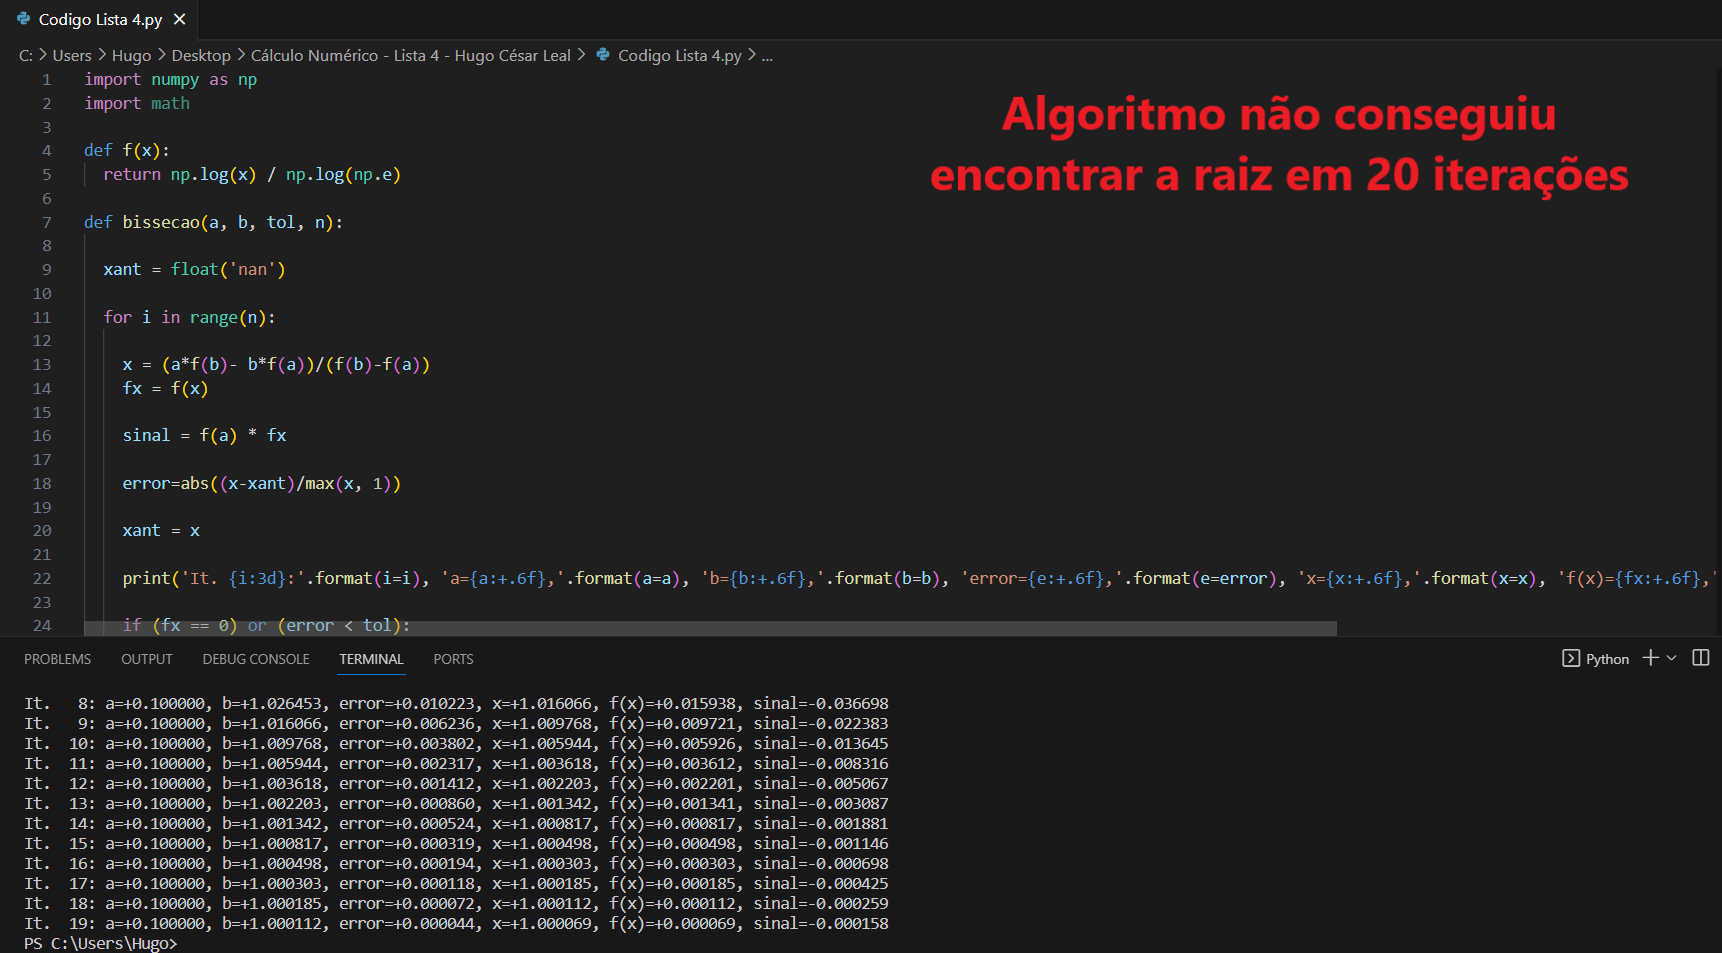 Codigo Lista 4.py ✕
C: > Users > Hugo > Desktop > Cálculo Numérico - Lista 4 - Hugo César Leal > Codigo Lista 4.py > ...
Algoritmo não conseguiu
encontrar a raiz em 20 iterações
1 import numpy as np
2 import math
3
4 def f(x):
5 return np.log(x) / np.log(np.e)
6
7 def bissecao(a, b, tol, n):
8
9 xant = float('nan')
10
11 for i in range(n):
12
13 x = (a*f(b)- b*f(a))/(f(b)-f(a))
14 fx = f(x)
15
16 sinal = f(a) * fx
17
18 error=abs((x-xant)/max(x, 1))
19
20 xant = x
21
22 print('It. {i:3d}:'.format(i=i), 'a={a:+.6f},'.format(a=a), 'b={b:+.6f},'.format(b=b), 'error={e:+.6f},'.format(e=error), 'x={x:+.6f},'.format(x=x), 'f(x)={fx:+.6f},'
23
24 if (fx == 0) or (error < tol):
PROBLEMS OUTPUT DEBUG CONSOLE TERMINAL PORTS
Python
It.   8: a=+0.100000, b=+1.026453, error=+0.010223, x=+1.016066, f(x)=+0.015938, sinal=-0.036698
It.   9: a=+0.100000, b=+1.016066, error=+0.006236, x=+1.009768, f(x)=+0.009721, sinal=-0.022383
It.  10: a=+0.100000, b=+1.009768, error=+0.003802, x=+1.005944, f(x)=+0.005926, sinal=-0.013645
It.  11: a=+0.100000, b=+1.005944, error=+0.002317, x=+1.003618, f(x)=+0.003612, sinal=-0.008316
It.  12: a=+0.100000, b=+1.003618, error=+0.001412, x=+1.002203, f(x)=+0.002201, sinal=-0.005067
It.  13: a=+0.100000, b=+1.002203, error=+0.000860, x=+1.001342, f(x)=+0.001341, sinal=-0.003087
It.  14: a=+0.100000, b=+1.001342, error=+0.000524, x=+1.000817, f(x)=+0.000817, sinal=-0.001881
It.  15: a=+0.100000, b=+1.000817, error=+0.000319, x=+1.000498, f(x)=+0.000498, sinal=-0.001146
It.  16: a=+0.100000, b=+1.000498, error=+0.000194, x=+1.000303, f(x)=+0.000303, sinal=-0.000698
It.  17: a=+0.100000, b=+1.000303, error=+0.000118, x=+1.000185, f(x)=+0.000185, sinal=-0.000425
It.  18: a=+0.100000, b=+1.000185, error=+0.000072, x=+1.000112, f(x)=+0.000112, sinal=-0.000259
It.  19: a=+0.100000, b=+1.000112, error=+0.000044, x=+1.000069, f(x)=+0.000069, sinal=-0.000158
PS C:\Users\Hugo>